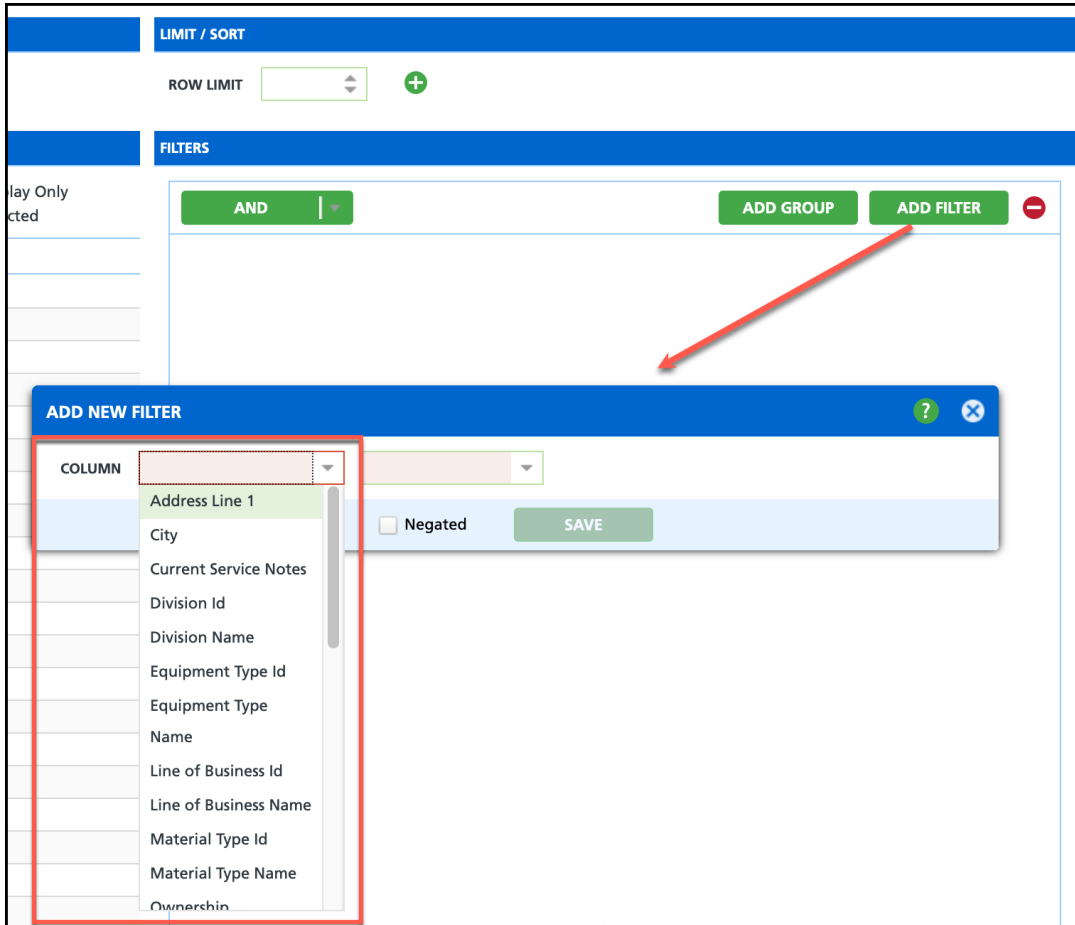 LIMIT / SORT
ROW LIMIT
FILTERS
lay Only
cted
AND
ADD GROUP
ADD FILTER
ADD NEW FILTER
?
COLUMN
Address Line 1
City
Negated
SAVE
Current Service Notes
Division Id
Division Name
Equipment Type Id
Equipment Type
Name
Line of Business Id
Line of Business Name
Material Type Id
Material Type Name
Ownership